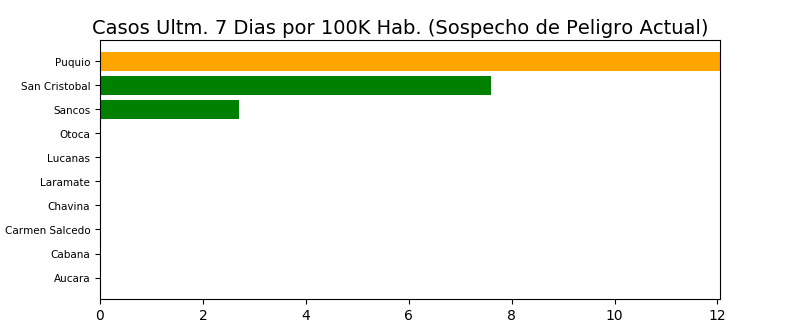 Casos Ultm. 7 Dias por 100K Hab. (Sospecho de Peligro Actual)
Puquio
San Cristobal
Sancos
Otoca
Lucanas
Laramate
Chavina
Carmen Salcedo
Cabana
Aucara
0 2 4 6 8 10 12